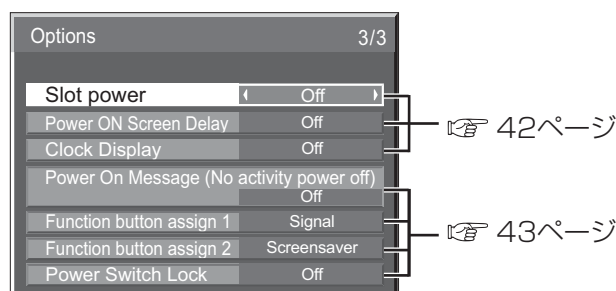 Options 3/3
Slot power Off
Power ON Screen Delay Off
Clock Display Off
☞ 42ページ
Power On Message (No activity power off)
Off
Function button assign 1 Signal
Function button assign 2 Screensaver
☞ 43ページ
Power Switch Lock Off